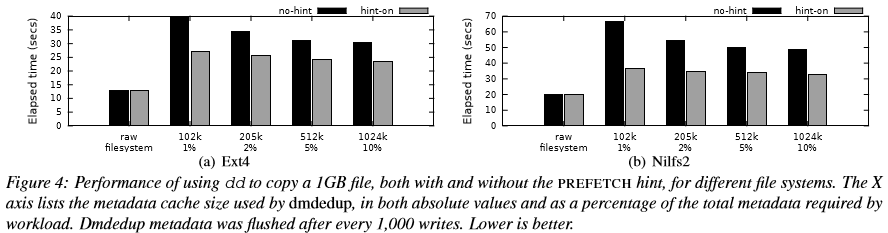 no-hint hint-on
Elapsed time (secs)
40
35
30
25
20
15
10
5
0
raw filesystem
102k 1%
205k 2%
512k 5%
1024k 10%
(a) Ext4
no-hint hint-on
Elapsed time (secs)
70
60
50
40
30
20
10
0
raw filesystem
102k 1%
205k 2%
512k 5%
1024k 10%
(b) Nilfs2
Figure 4: Performance of using dd to copy a 1GB file, both with and without the PREFETCH hint, for different file systems. The X
axis lists the metadata cache size used by dmdedup, in both absolute values and as a percentage of the total metadata required by
workload. Dmdedup metadata was flushed after every 1,000 writes. Lower is better.